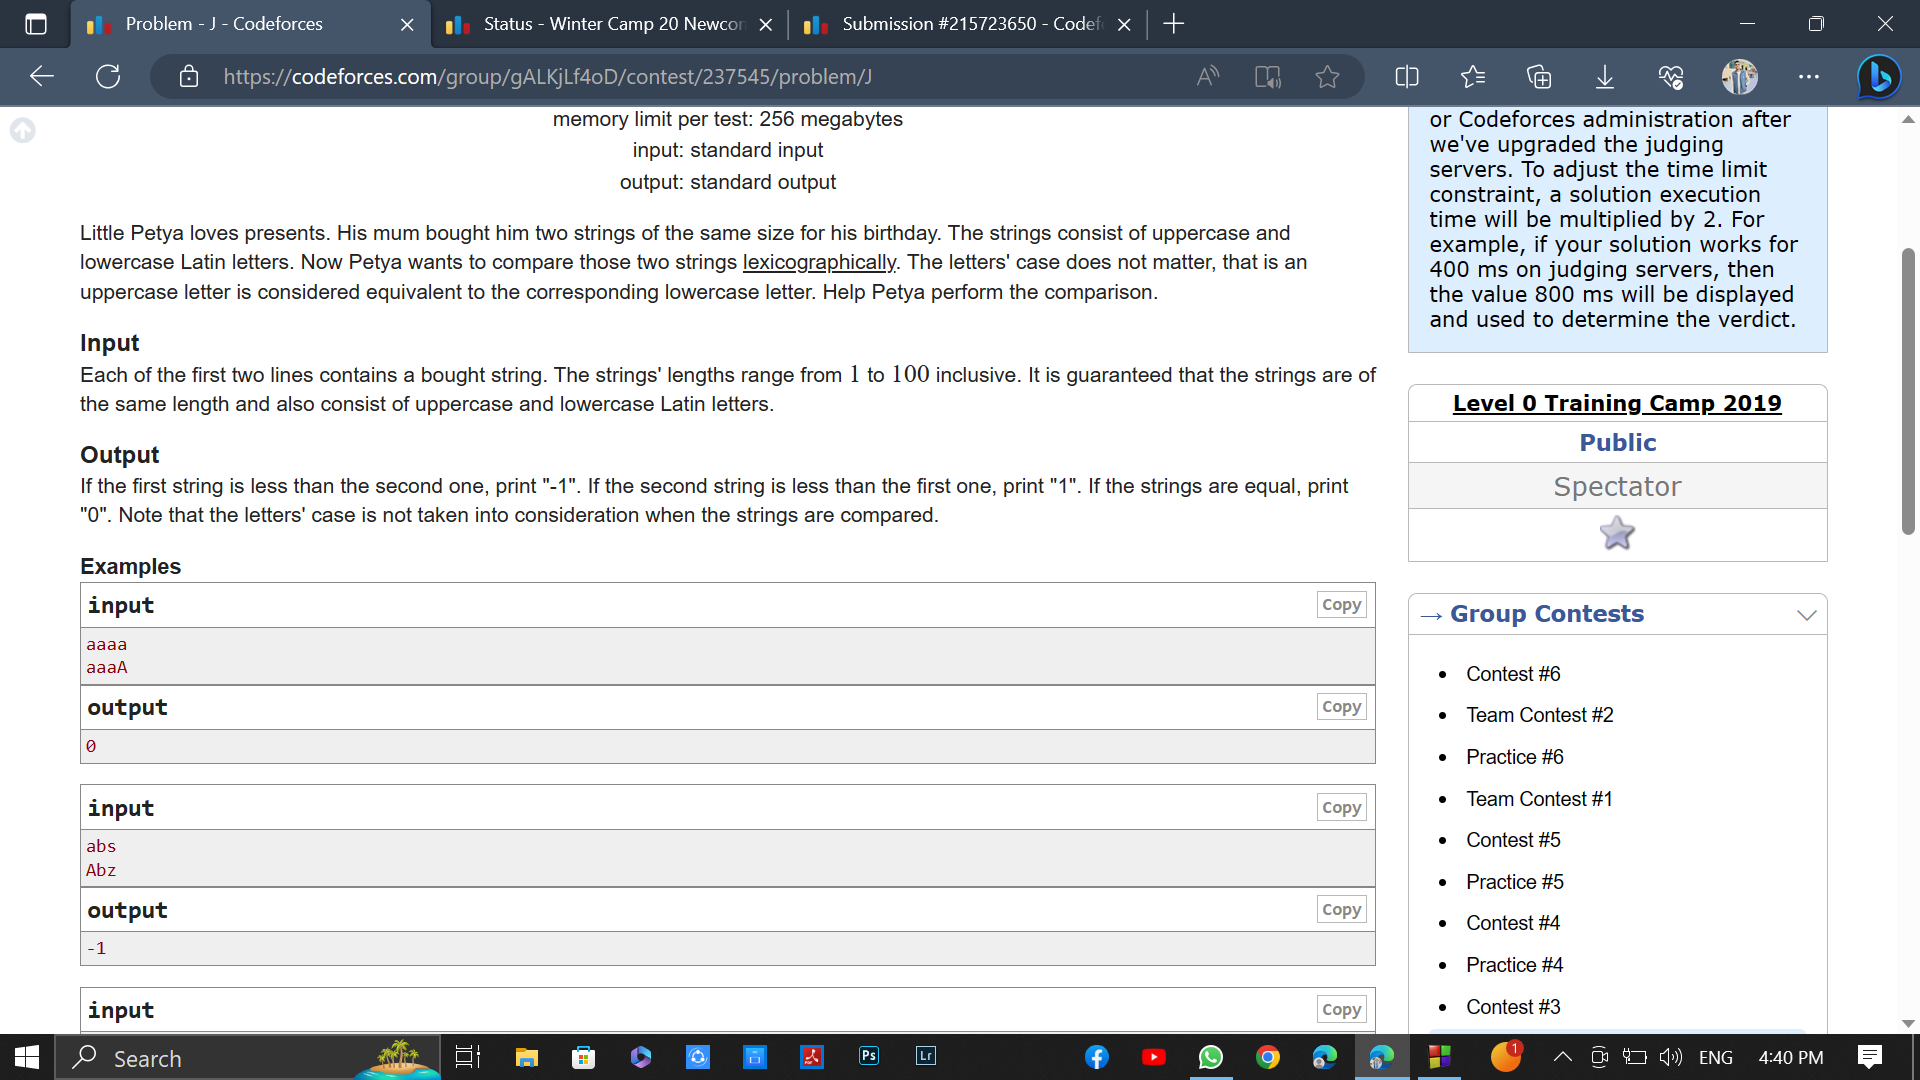 Problem - J - Codeforces
Status - Winter Camp 20 Newcon
Submission #215723650 - Codef
https://codeforces.com/group/gALKjLf4oD/contest/237545/problem/J
memory limit per test: 256 megabytes
input: standard input
output: standard output
Little Petya loves presents. His mum bought him two strings of the same size for his birthday. The strings consist of uppercase and
lowercase Latin letters. Now Petya wants to compare those two strings lexicographically. The letters' case does not matter, that is an
uppercase letter is considered equivalent to the corresponding lowercase letter. Help Petya perform the comparison.
Input
Each of the first two lines contains a bought string. The strings' lengths range from 1 to 100 inclusive. It is guaranteed that the strings are of
the same length and also consist of uppercase and lowercase Latin letters.
Output
If the first string is less than the second one, print "-1". If the second string is less than the first one, print "1". If the strings are equal, print
"0". Note that the letters' case is not taken into consideration when the strings are compared.
Examples
input
Copy
aaaa
aaaA
output
Copy
0
input
Copy
abs
Abz
output
Copy
-1
input
Copy
or Codeforces administration after
we've upgraded the judging
servers. To adjust the time limit
constraint, a solution execution
time will be multiplied by 2. For
example, if your solution works for
400 ms on judging servers, then
the value 800 ms will be displayed
and used to determine the verdict.
Level 0 Training Camp 2019
Public
Spectator
→ Group Contests
Contest #6
Team Contest #2
Practice #6
Team Contest #1
Contest #5
Practice #5
Contest #4
Practice #4
Contest #3
Search
Ps
Lr
1
ENG
4:40 PM